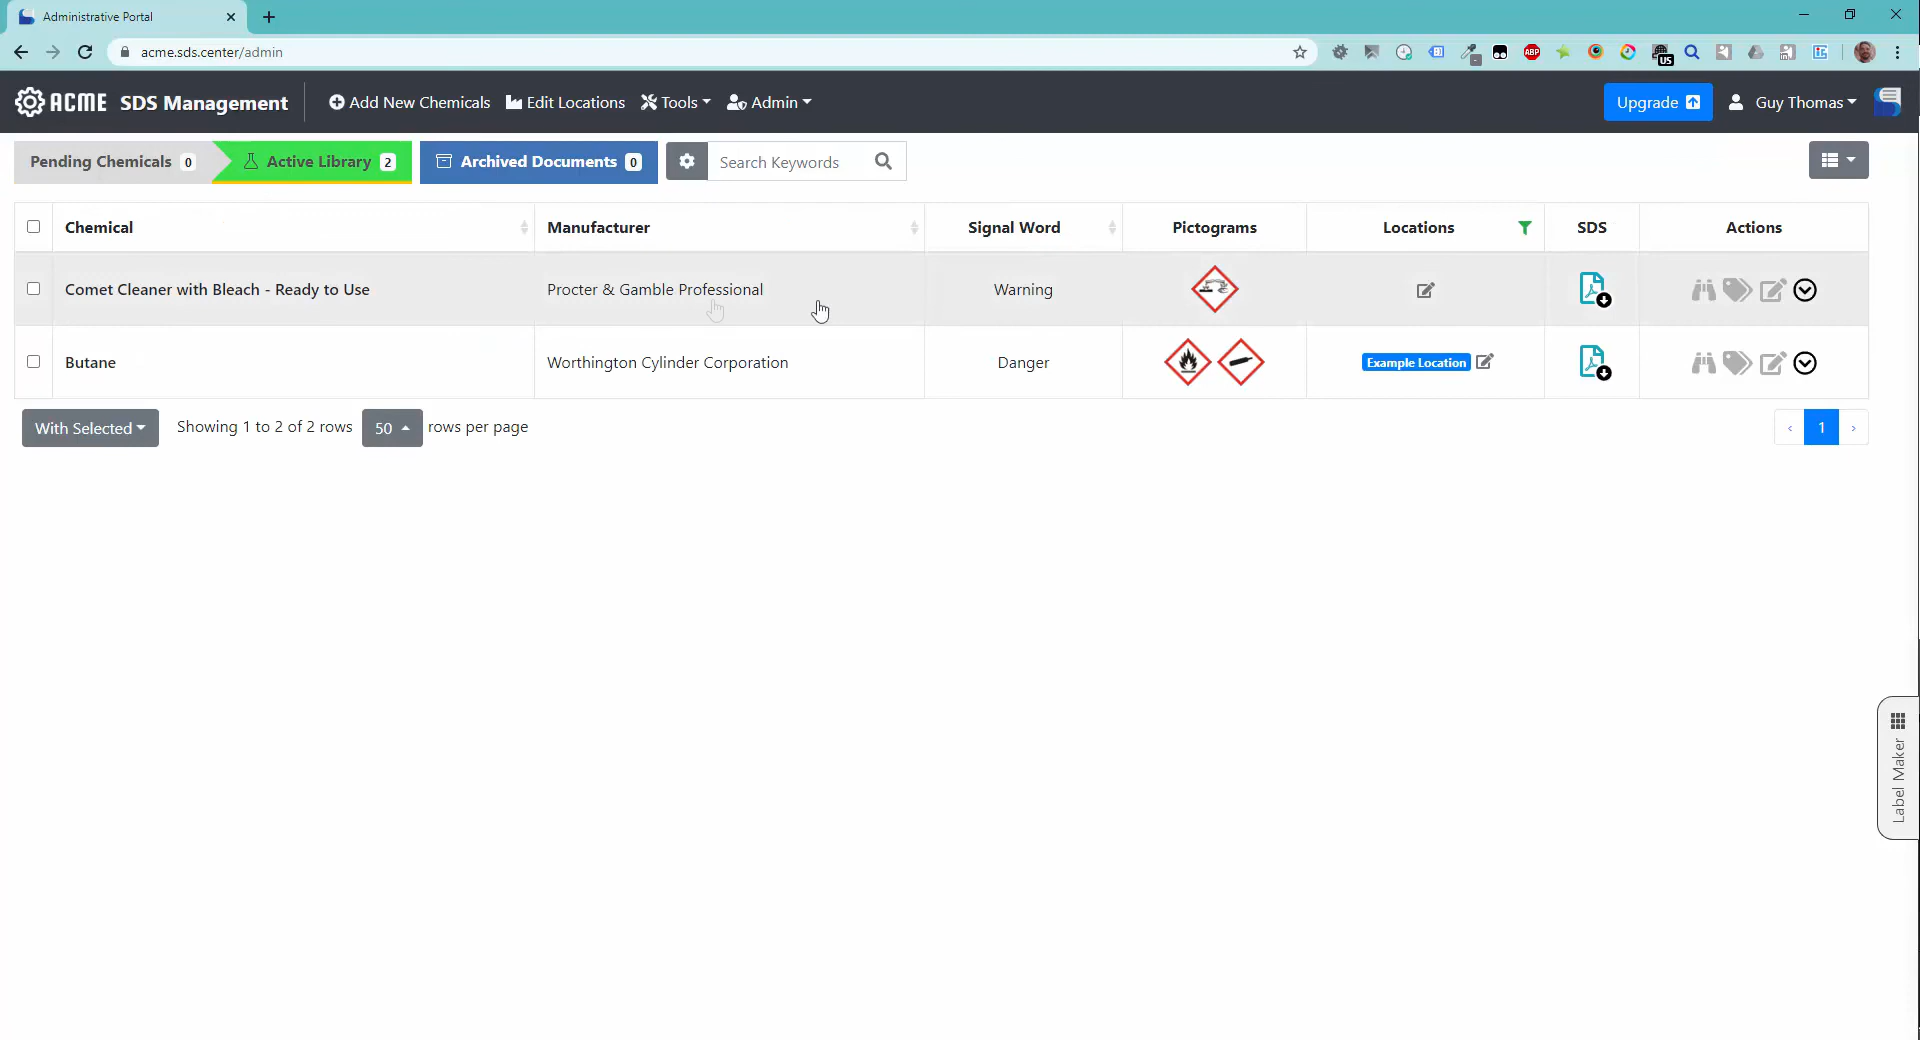 Administrative Portal
acme.sds.center/admin
ABP
US
ACME SDS Management
Add New Chemicals
Edit Locations
Tools
Admin
Upgrade
Guy Thomas
Pending Chemicals 0
Active Library 2
Archived Documents 0
Search Keywords
Chemical
Manufacturer
Signal Word
Pictograms
Locations
SDS
Actions
Comet Cleaner with Bleach - Ready to Use
Procter & Gamble Professional
Warning
Butane
Worthington Cylinder Corporation
Danger
Example Location
With Selected
Showing 1 to 2 of 2 rows
50
rows per page
‹ 1 ›
Label Maker